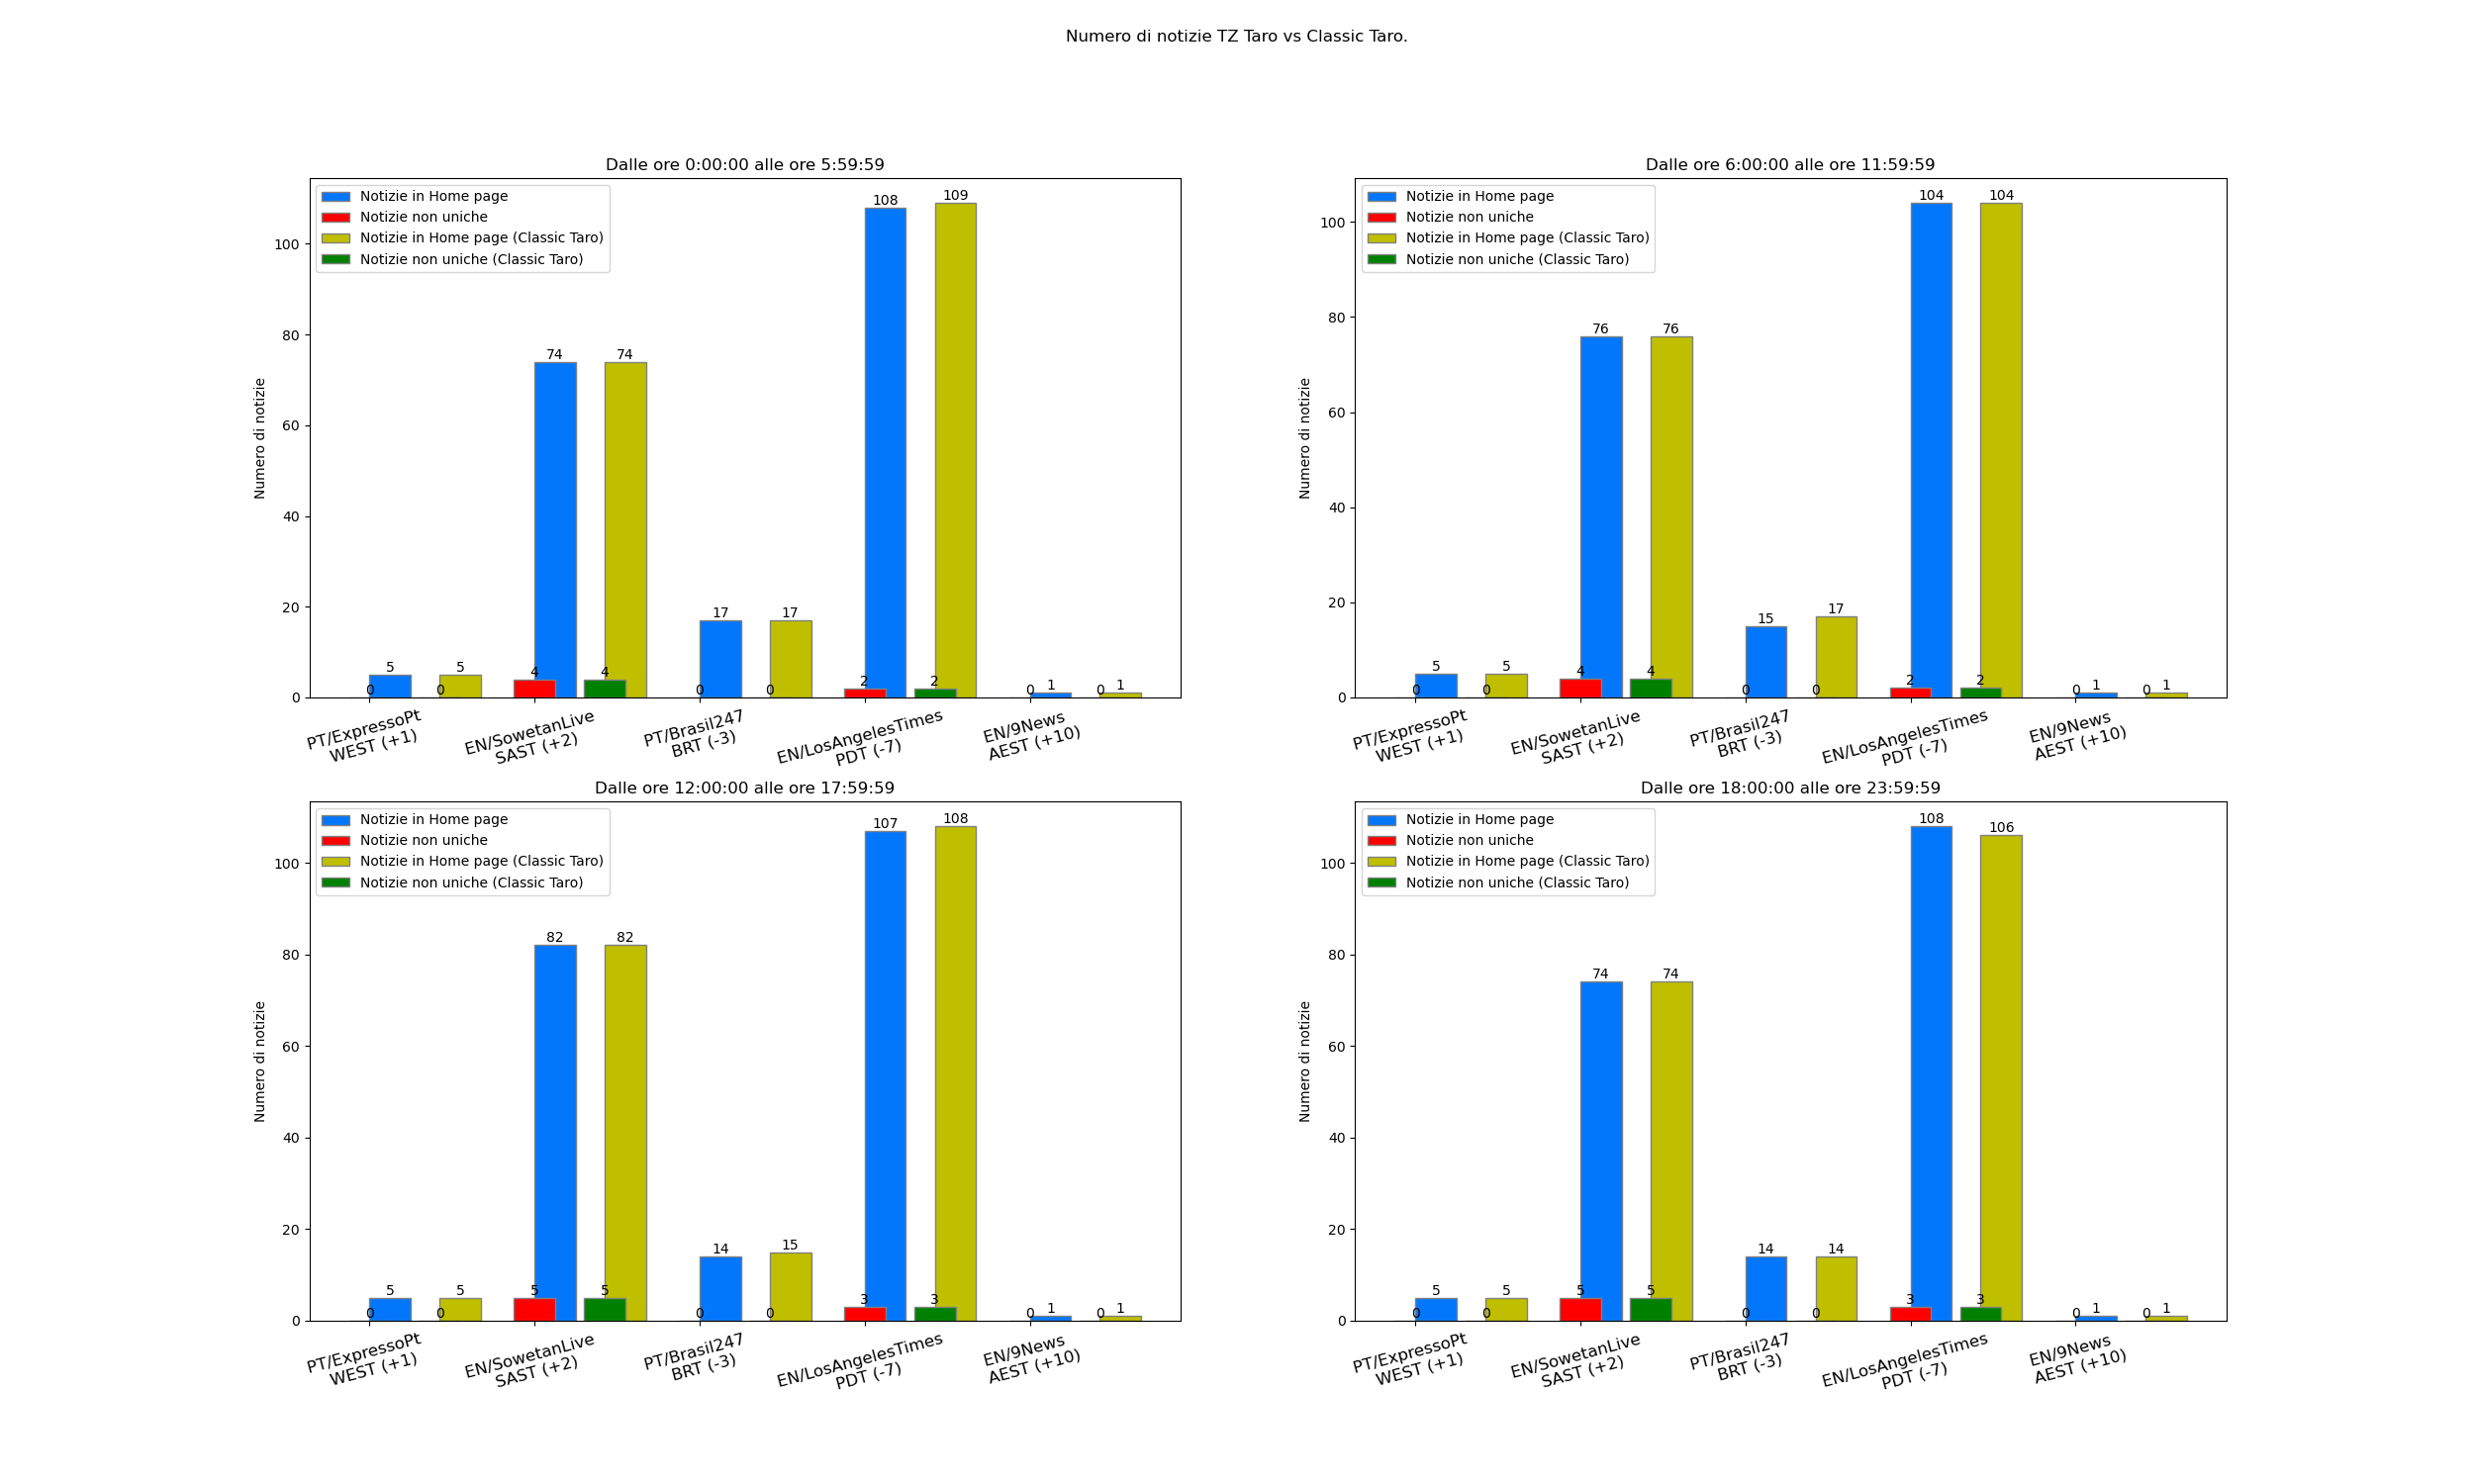 Numero di notizie TZ Taro vs Classic Taro.
Dalle ore 0:00:00 alle ore 5:59:59
Notizie in Home page
Notizie non uniche
Notizie in Home page (Classic Taro)
Notizie non uniche (Classic Taro)
Numero di notizie
100
80
60
40
20
0
108
109
74
74
17
17
5
5
4
4
2
2
1
1
0
0
0
0
0
0
PT/ExpressoPt
WEST (+1)
EN/SowetanLive
SAST (+2)
PT/Brasil247
BRT (-3)
EN/LosAngelesTimes
PDT (-7)
EN/9News
AEST (+10)
Dalle ore 6:00:00 alle ore 11:59:59
Notizie in Home page
Notizie non uniche
Notizie in Home page (Classic Taro)
Notizie non uniche (Classic Taro)
Numero di notizie
100
80
60
40
20
0
104
104
76
76
15
17
5
5
4
4
2
2
1
1
0
0
0
0
0
0
PT/ExpressoPt
WEST (+1)
EN/SowetanLive
SAST (+2)
PT/Brasil247
BRT (-3)
EN/LosAngelesTimes
PDT (-7)
EN/9News
AEST (+10)
Dalle ore 12:00:00 alle ore 17:59:59
Notizie in Home page
Notizie non uniche
Notizie in Home page (Classic Taro)
Notizie non uniche (Classic Taro)
Numero di notizie
100
80
60
40
20
0
107
108
82
82
14
15
5
5
5
5
3
3
1
1
0
0
0
0
0
0
PT/ExpressoPt
WEST (+1)
EN/SowetanLive
SAST (+2)
PT/Brasil247
BRT (-3)
EN/LosAngelesTimes
PDT (-7)
EN/9News
AEST (+10)
Dalle ore 18:00:00 alle ore 23:59:59
Notizie in Home page
Notizie non uniche
Notizie in Home page (Classic Taro)
Notizie non uniche (Classic Taro)
Numero di notizie
100
80
60
40
20
0
108
106
74
74
14
14
5
5
5
5
3
3
1
1
0
0
0
0
0
0
PT/ExpressoPt
WEST (+1)
EN/SowetanLive
SAST (+2)
PT/Brasil247
BRT (-3)
EN/LosAngelesTimes
PDT (-7)
EN/9News
AEST (+10)